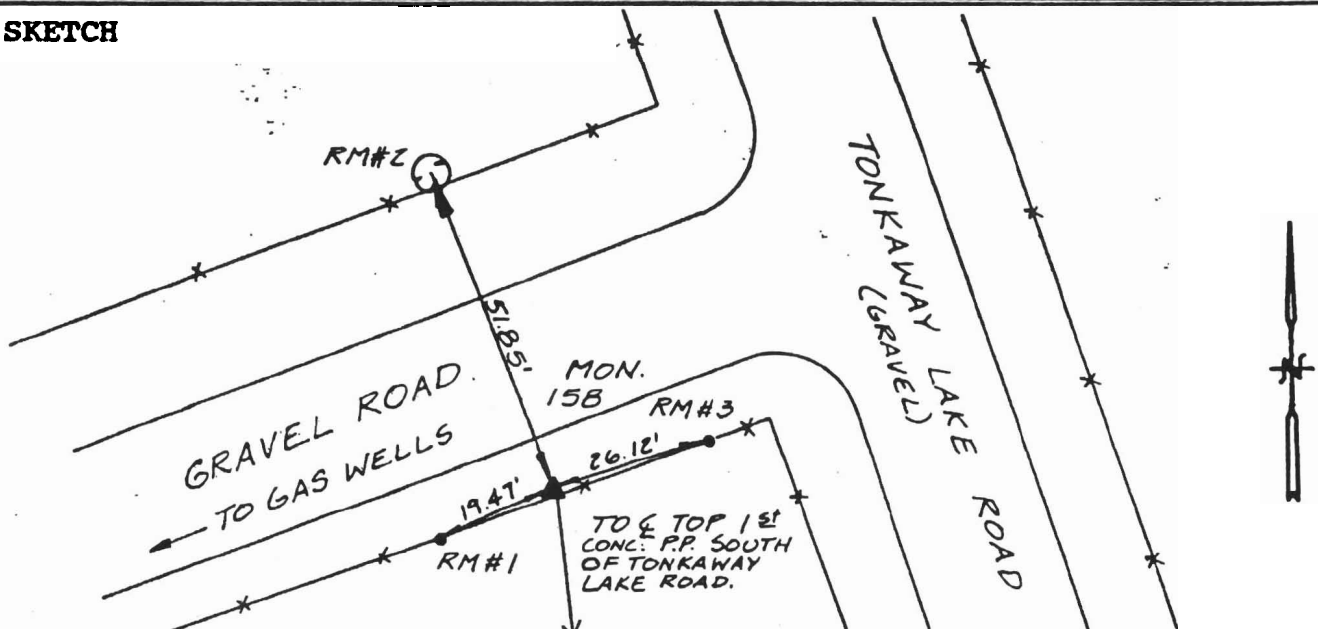 SKETCH
RM#2
TONKAWAY LAKE ROAD
(GRAVEL)
51.85'
MON.
15B
GRAVEL ROAD
RM#3
26.12'
TO GAS WELLS
19.47'
RM#1
TO ℄ TOP 1st
CONC. P.P. SOUTH
OF TONKAWAY
LAKE ROAD.